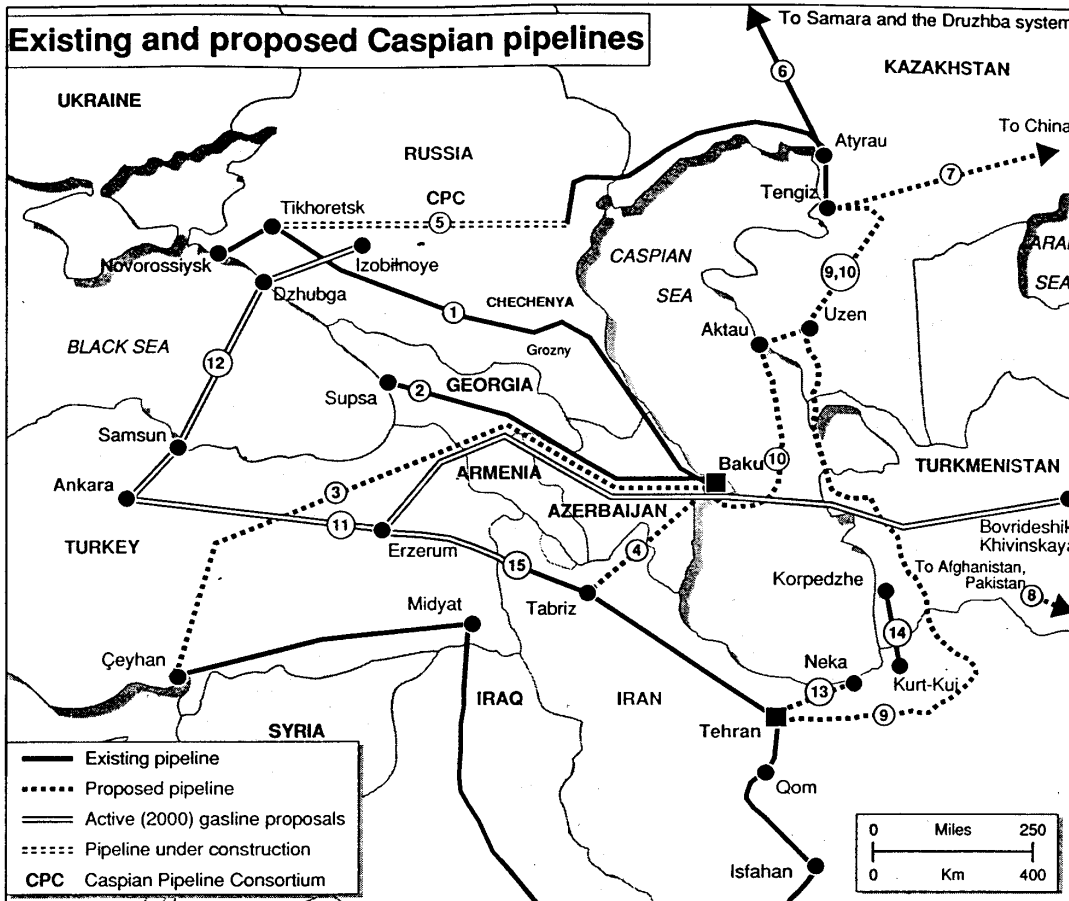 Existing and proposed Caspian pipelines
To Samara and the Druzhba system
6
KAZAKHSTAN
UKRAINE
To China
Atyrau
RUSSIA
7
Tengiz
CPC
Tikhoretsk
5
Novorossiysk
Izobilnoye
CASPIAN
SEA
ARAL
SEA
9,10
Dzhubga
CHECHENYA
1
Uzen
Aktau
Grozny
BLACK SEA
12
GEORGIA
2
Supsa
Samsun
10
Baku
TURKMENISTAN
ARMENIA
Ankara
3
AZERBAIJAN
11
Bovrideshik
Khivinskaya
TURKEY
Erzerum
4
15
To Afghanistan,
Pakistan
8
Korpedzhe
Tabriz
Midyat
14
Çeyhan
Neka
Kurt-Kui
13
IRAQ
IRAN
9
SYRIA
Tehran
Qom
Isfahan
Existing pipeline
Proposed pipeline
Active (2000) gasline proposals
Pipeline under construction
CPC Caspian Pipeline Consortium
0 Miles 250
0 Km 400